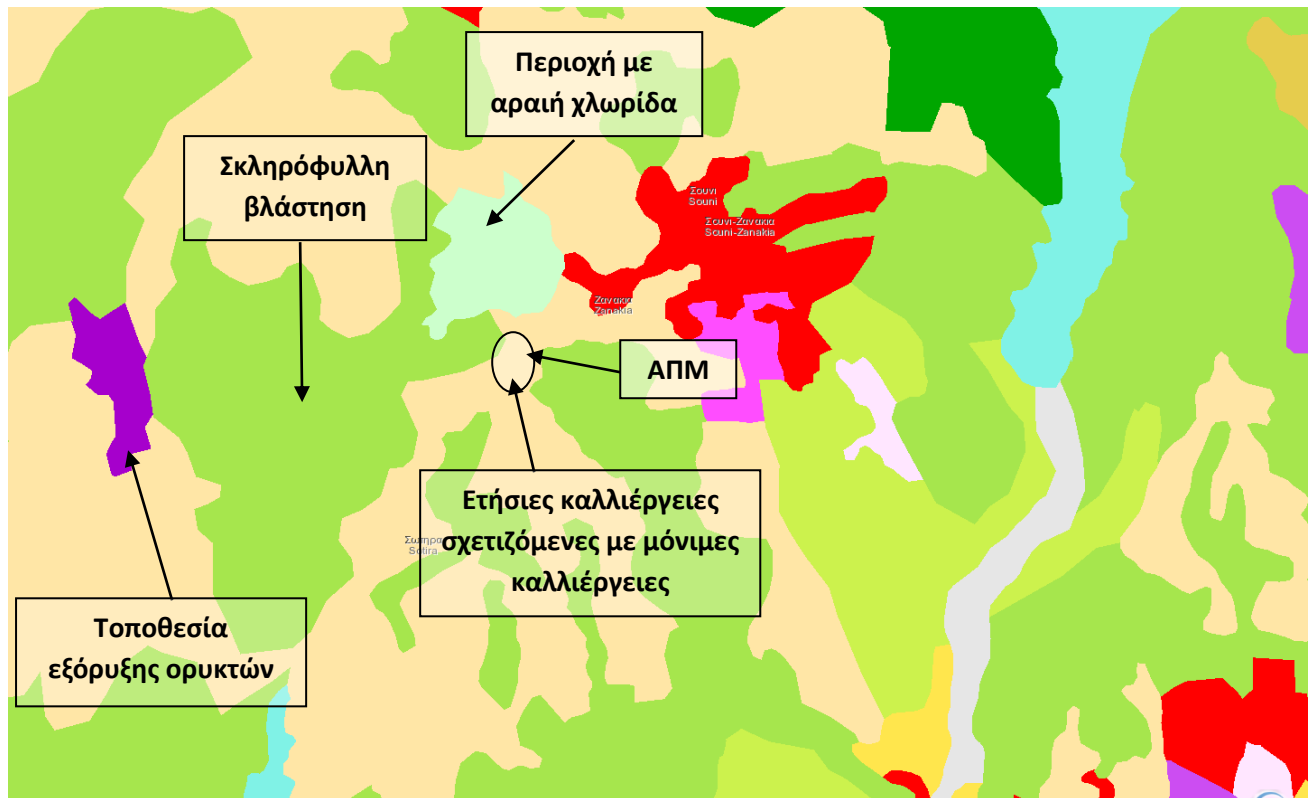 Περιοχή με
αραιή χλωρίδα
Σκληρόφυλλη
βλάστηση
Σουνι
Souni
Σουνι-Ζανακια
Souni-Zanakia
Ζανακια
Zanakia
ΑΠΜ
Ετήσιες καλλιέργειες
σχετιζόμενες με μόνιμες
καλλιέργειες
Σωτηρα
Sotira
Τοποθεσία
εξόρυξης ορυκτών